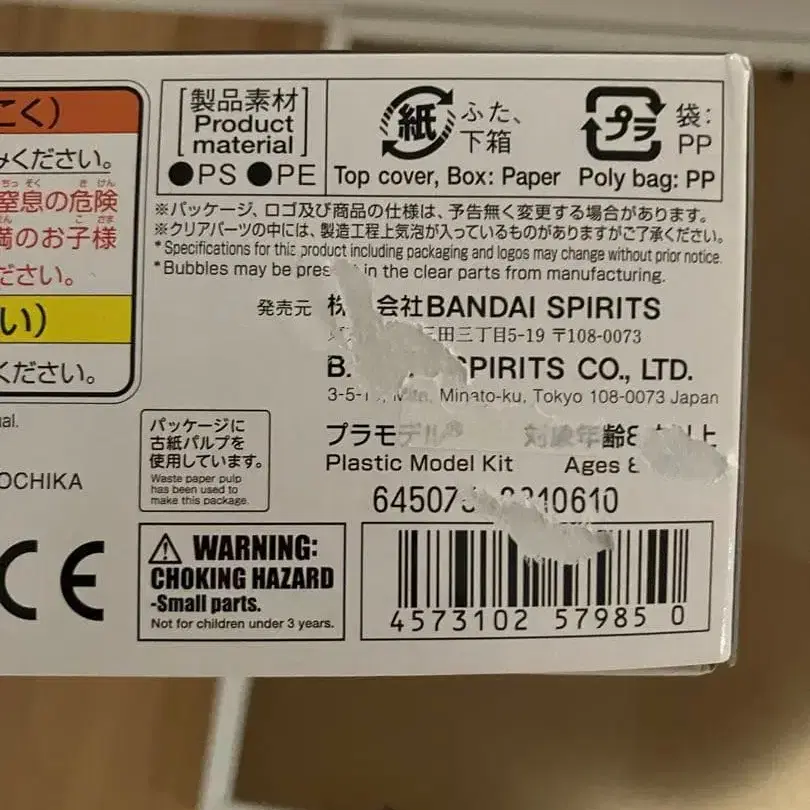 こく)
みください。
窒息の危険
満のお子様
ださい。
い)
ください。
ual.
OCHIKA
CE
[製品素材
Product
material]
●PS ●PE
紙 ふた、
下箱
Top cover, Box: Paper
プラ 袋:
PP
Poly bag: PP
※パッケージ、ロゴ及び商品の仕様は、予告無く変更する場合があります。
※クリアパーツの中には、製造工程上気泡が入っているものがありますがご了承ください。
*Specifications for this product including packaging and logos may change without prior notice.
*Bubbles may be in the clear parts from manufacturing.
発売元 会社BANDAI SPIRITS
三田三丁目5-19 〒108-0073
SPIRITS CO., LTD.
Minato-ku, Tokyo 108-0073 Japan
プラモデル® 対象年齢
Plastic Model Kit Ages
パッケージに
古紙パルプを
使用しています。
Waste paper pulp
has been used to
make this package.
⚠ WARNING:
CHOKING HAZARD
-Small parts.
Not for children under 3 years.
4573102 57985 0